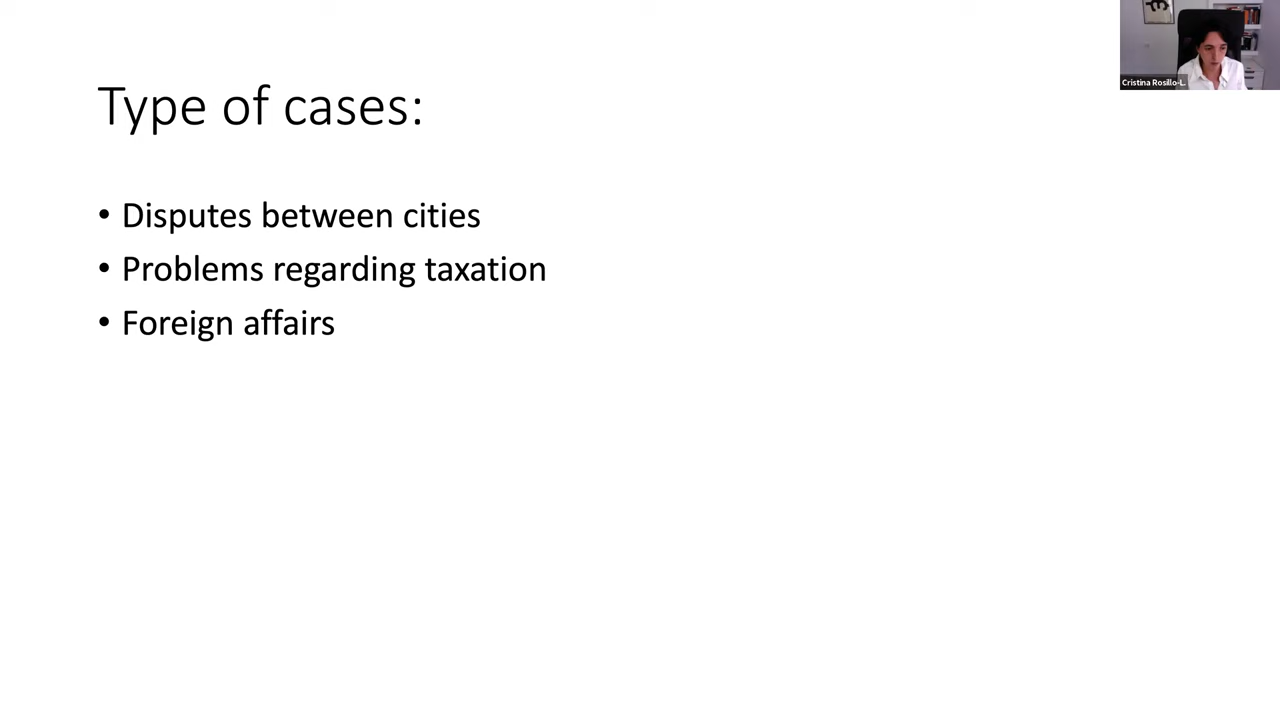 Cristina Rosillo-L.
Type of cases:
• Disputes between cities
• Problems regarding taxation
• Foreign affairs